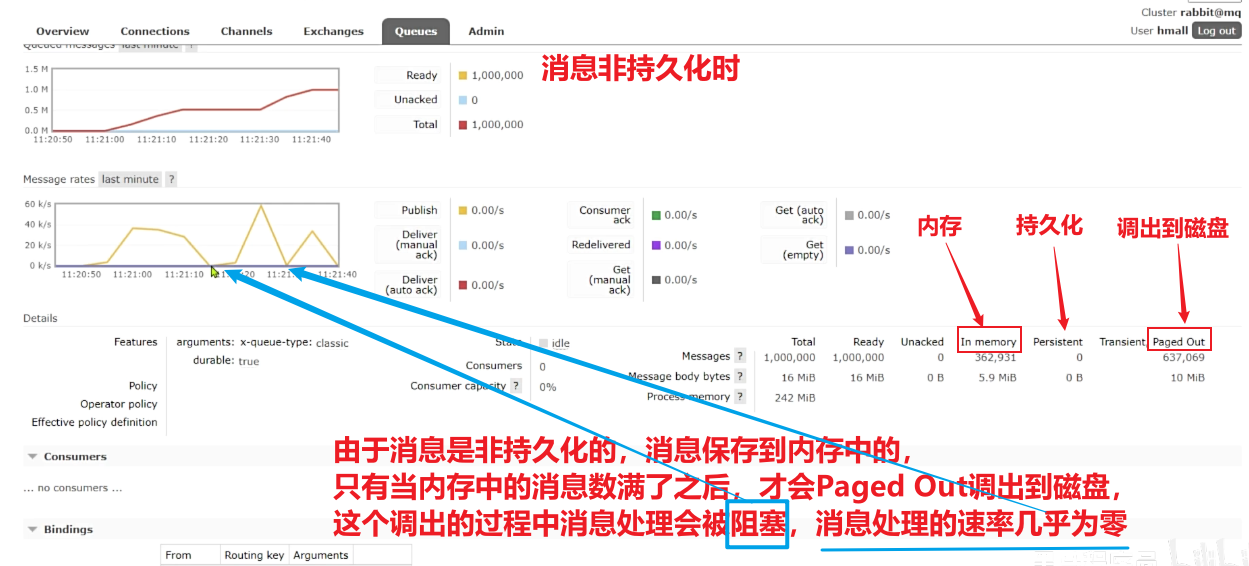 Cluster rabbit@mq
Overview Connections Channels Exchanges Queues Admin
User hmall Log out
Queued messages last minute ?
消息非持久化时
1.5 M
1.0 M
0.5 M
0.0 M
11:20:50 11:21:00 11:21:10 11:21:20 11:21:30 11:21:40
Ready 1,000,000
Unacked 0
Total 1,000,000
Message rates last minute ?
60 k/s
40 k/s
20 k/s
0 k/s
11:20:50 11:21:00 11:21:10 11:21:40
Publish 0.00/s
Deliver (manual ack) 0.00/s
Deliver (auto ack) 0.00/s
Consumer ack 0.00/s
Redelivered 0.00/s
Get (manual ack) 0.00/s
Get (auto ack) 0.00/s
Get (empty) 0.00/s
内存 持久化 调出到磁盘
Details
Features arguments: x-queue-type: classic
durable: true
Policy
Operator policy
Effective policy definition
State idle
Consumers 0
Consumer capacity ? 0%
Total Ready Unacked In memory Persistent Transient, Paged Out
Messages ? 1,000,000 1,000,000 0 362,931 0 637,069
Message body bytes ? 16 MiB 16 MiB 0 B 5.9 MiB 0 B 10 MiB
Process memory ? 242 MiB
由于消息是非持久化的，消息保存到内存中的，
只有当内存中的消息数满了之后，才会Paged Out调出到磁盘，
这个调出的过程中消息处理会被阻塞，消息处理的速率几乎为零
Consumers
... no consumers ...
Bindings
From Routing key Arguments